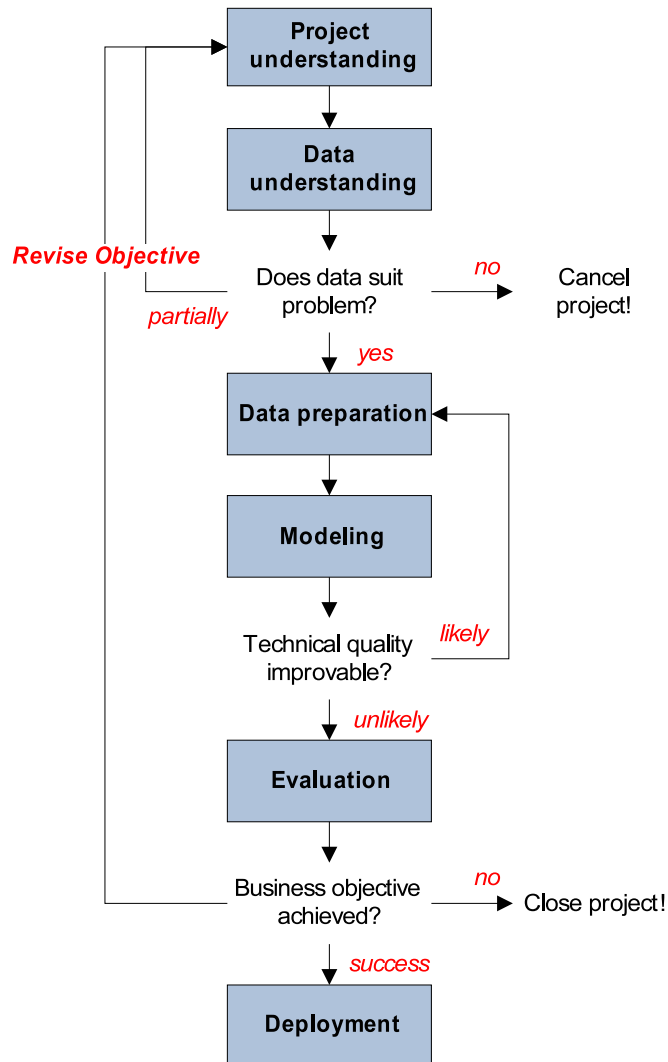 Project
understanding
Data
understanding
Revise Objective
Does data suit
problem?
no
Cancel
project!
partially
yes
Data preparation
Modeling
Technical quality
improvable?
likely
unlikely
Evaluation
Business objective
achieved?
no
Close project!
success
Deployment